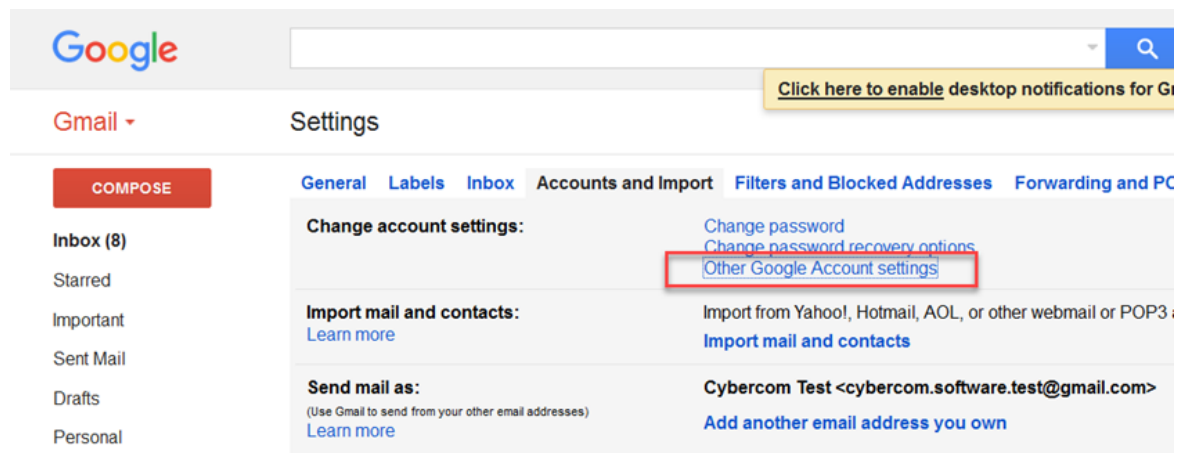 Google
Click here to enable desktop notifications for
Gmail
Settings
COMPOSE
General Labels Inbox Accounts and Import Filters and Blocked Addresses Forwarding and
Change account settings:
Change password
Change password recovery options
Other Google Account settings
Inbox (8)
Starred
Important
Sent Mail
Drafts
Personal
Import mail and contacts:
Learn more
Import from Yahoo!, Hotmail, AOL, or other webmail or POP3
Import mail and contacts
Send mail as:
(Use Gmail to send from your other email addresses)
Learn more
Cybercom Test <cybercom.software.test@gmail.com>
Add another email address you own